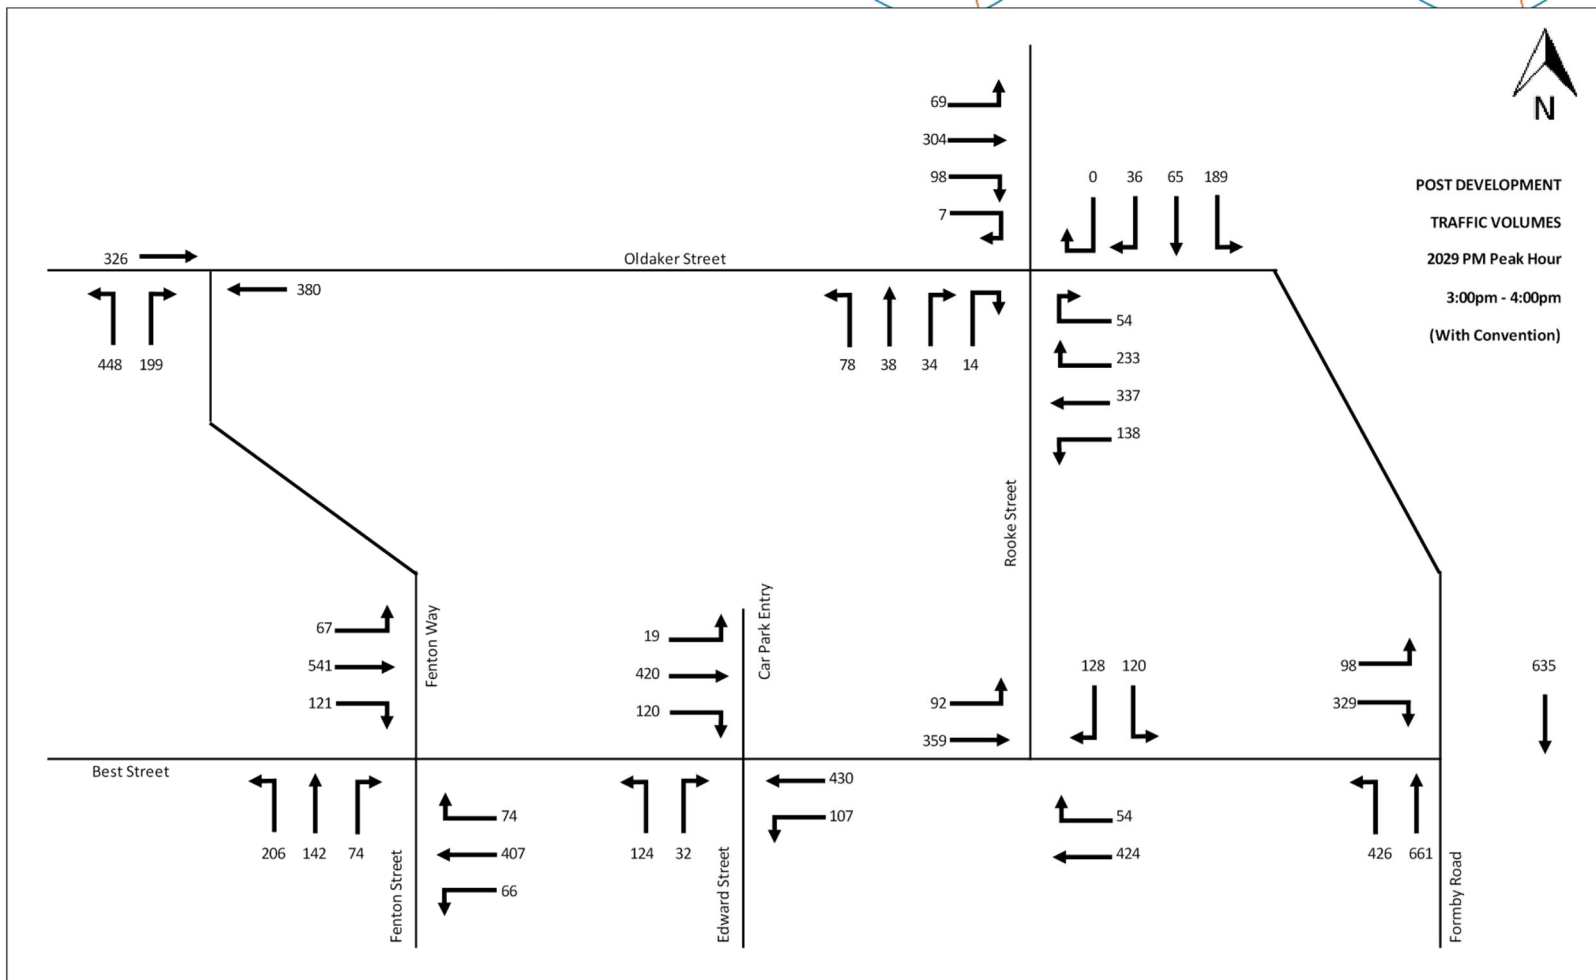 N
POST DEVELOPMENT
TRAFFIC VOLUMES
2029 PM Peak Hour
3:00pm - 4:00pm
(With Convention)
69
304
98
7
0 36 65 189
326
Oldaker Street
380
448 199
78 38 34 14
54
233
337
138
Rooke Street
67
541
121
Fenton Way
19
420
120
Car Park Entry
92
359
128 120
98
329
635
Best Street
206 142 74
74
407
66
Fenton Street
124 32
430
107
Edward Street
54
424
426 661
Formby Road